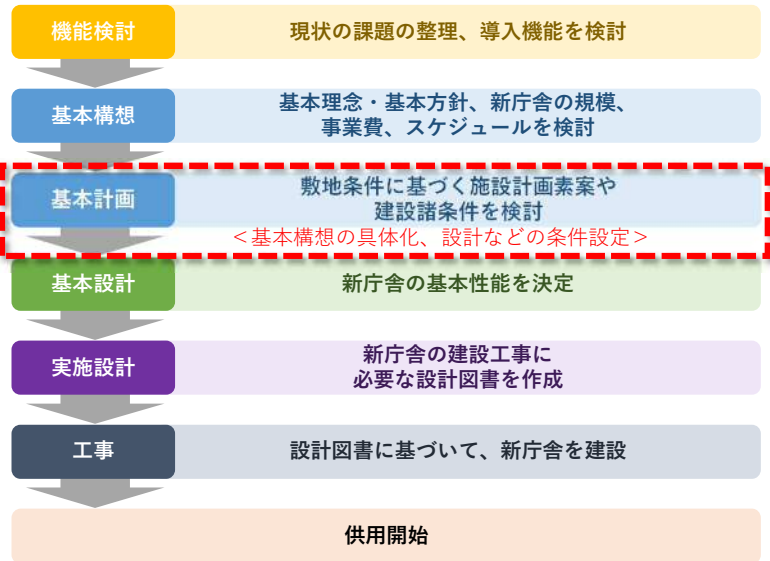 機能検討
現状の課題の整理、導入機能を検討
基本構想
基本理念・基本方針、新庁舎の規模、
事業費、スケジュールを検討
基本計画
敷地条件に基づく施設計画素案や
建設諸条件を検討
＜基本構想の具体化、設計などの条件設定＞
基本設計
新庁舎の基本性能を決定
実施設計
新庁舎の建設工事に
必要な設計図書を作成
工事
設計図書に基づいて、新庁舎を建設
供用開始